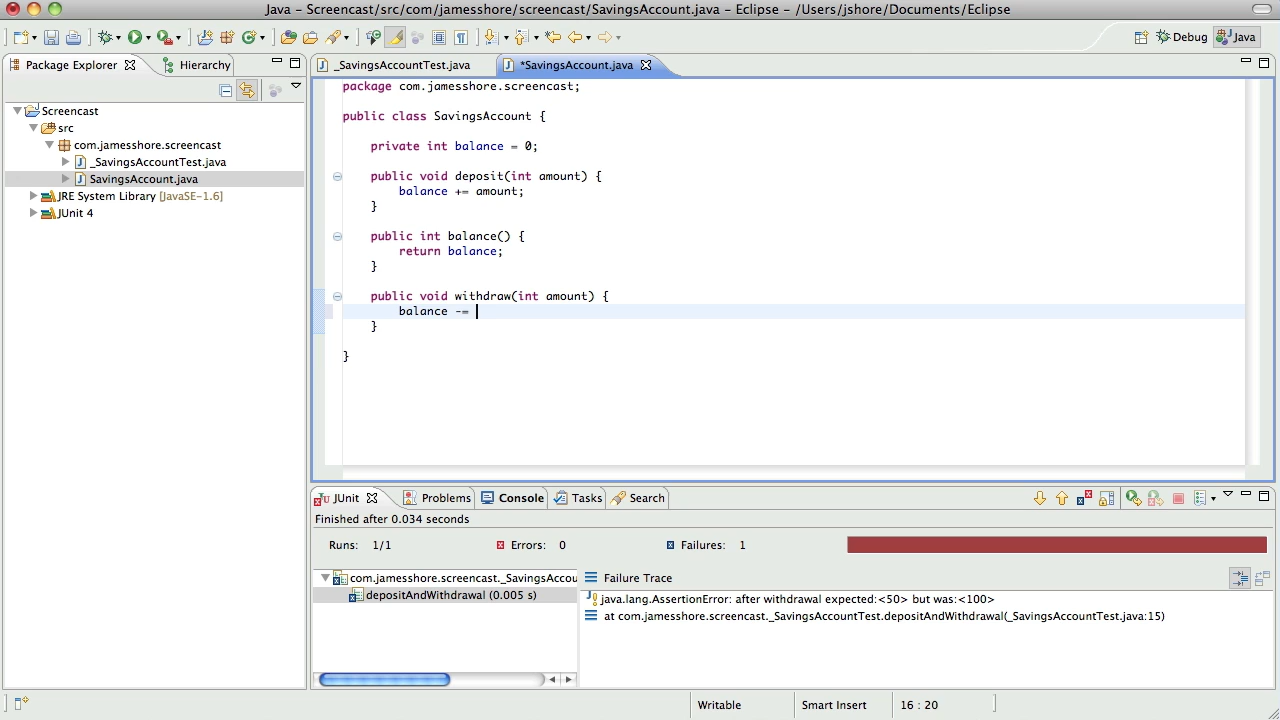 Java - Screencast/src/com/jamesshore/screencast/SavingsAccount.java - Eclipse - /Users/jshore/Documents/Eclipse
Debug
Java
Package Explorer
Hierarchy
Screencast
src
com.jamesshore.screencast
_SavingsAccountTest.java
SavingsAccount.java
JRE System Library [JavaSE-1.6]
JUnit 4
_SavingsAccountTest.java
*SavingsAccount.java
package com.jamesshore.screencast;
public class SavingsAccount {
private int balance = 0;
public void deposit(int amount) {
balance += amount;
}
public int balance() {
return balance;
}
public void withdraw(int amount) {
balance -=
}
}
JUnit
Problems
Console
Tasks
Search
Finished after 0.034 seconds
Runs: 1/1
Errors: 0
Failures: 1
com.jamesshore.screencast._SavingsAccou
depositAndWithdrawal (0.005 s)
Failure Trace
java.lang.AssertionError: after withdrawal expected:<50> but was:<100>
at com.jamesshore.screencast._SavingsAccountTest.depositAndWithdrawal(_SavingsAccountTest.java:15)
Writable
Smart Insert
16 : 20